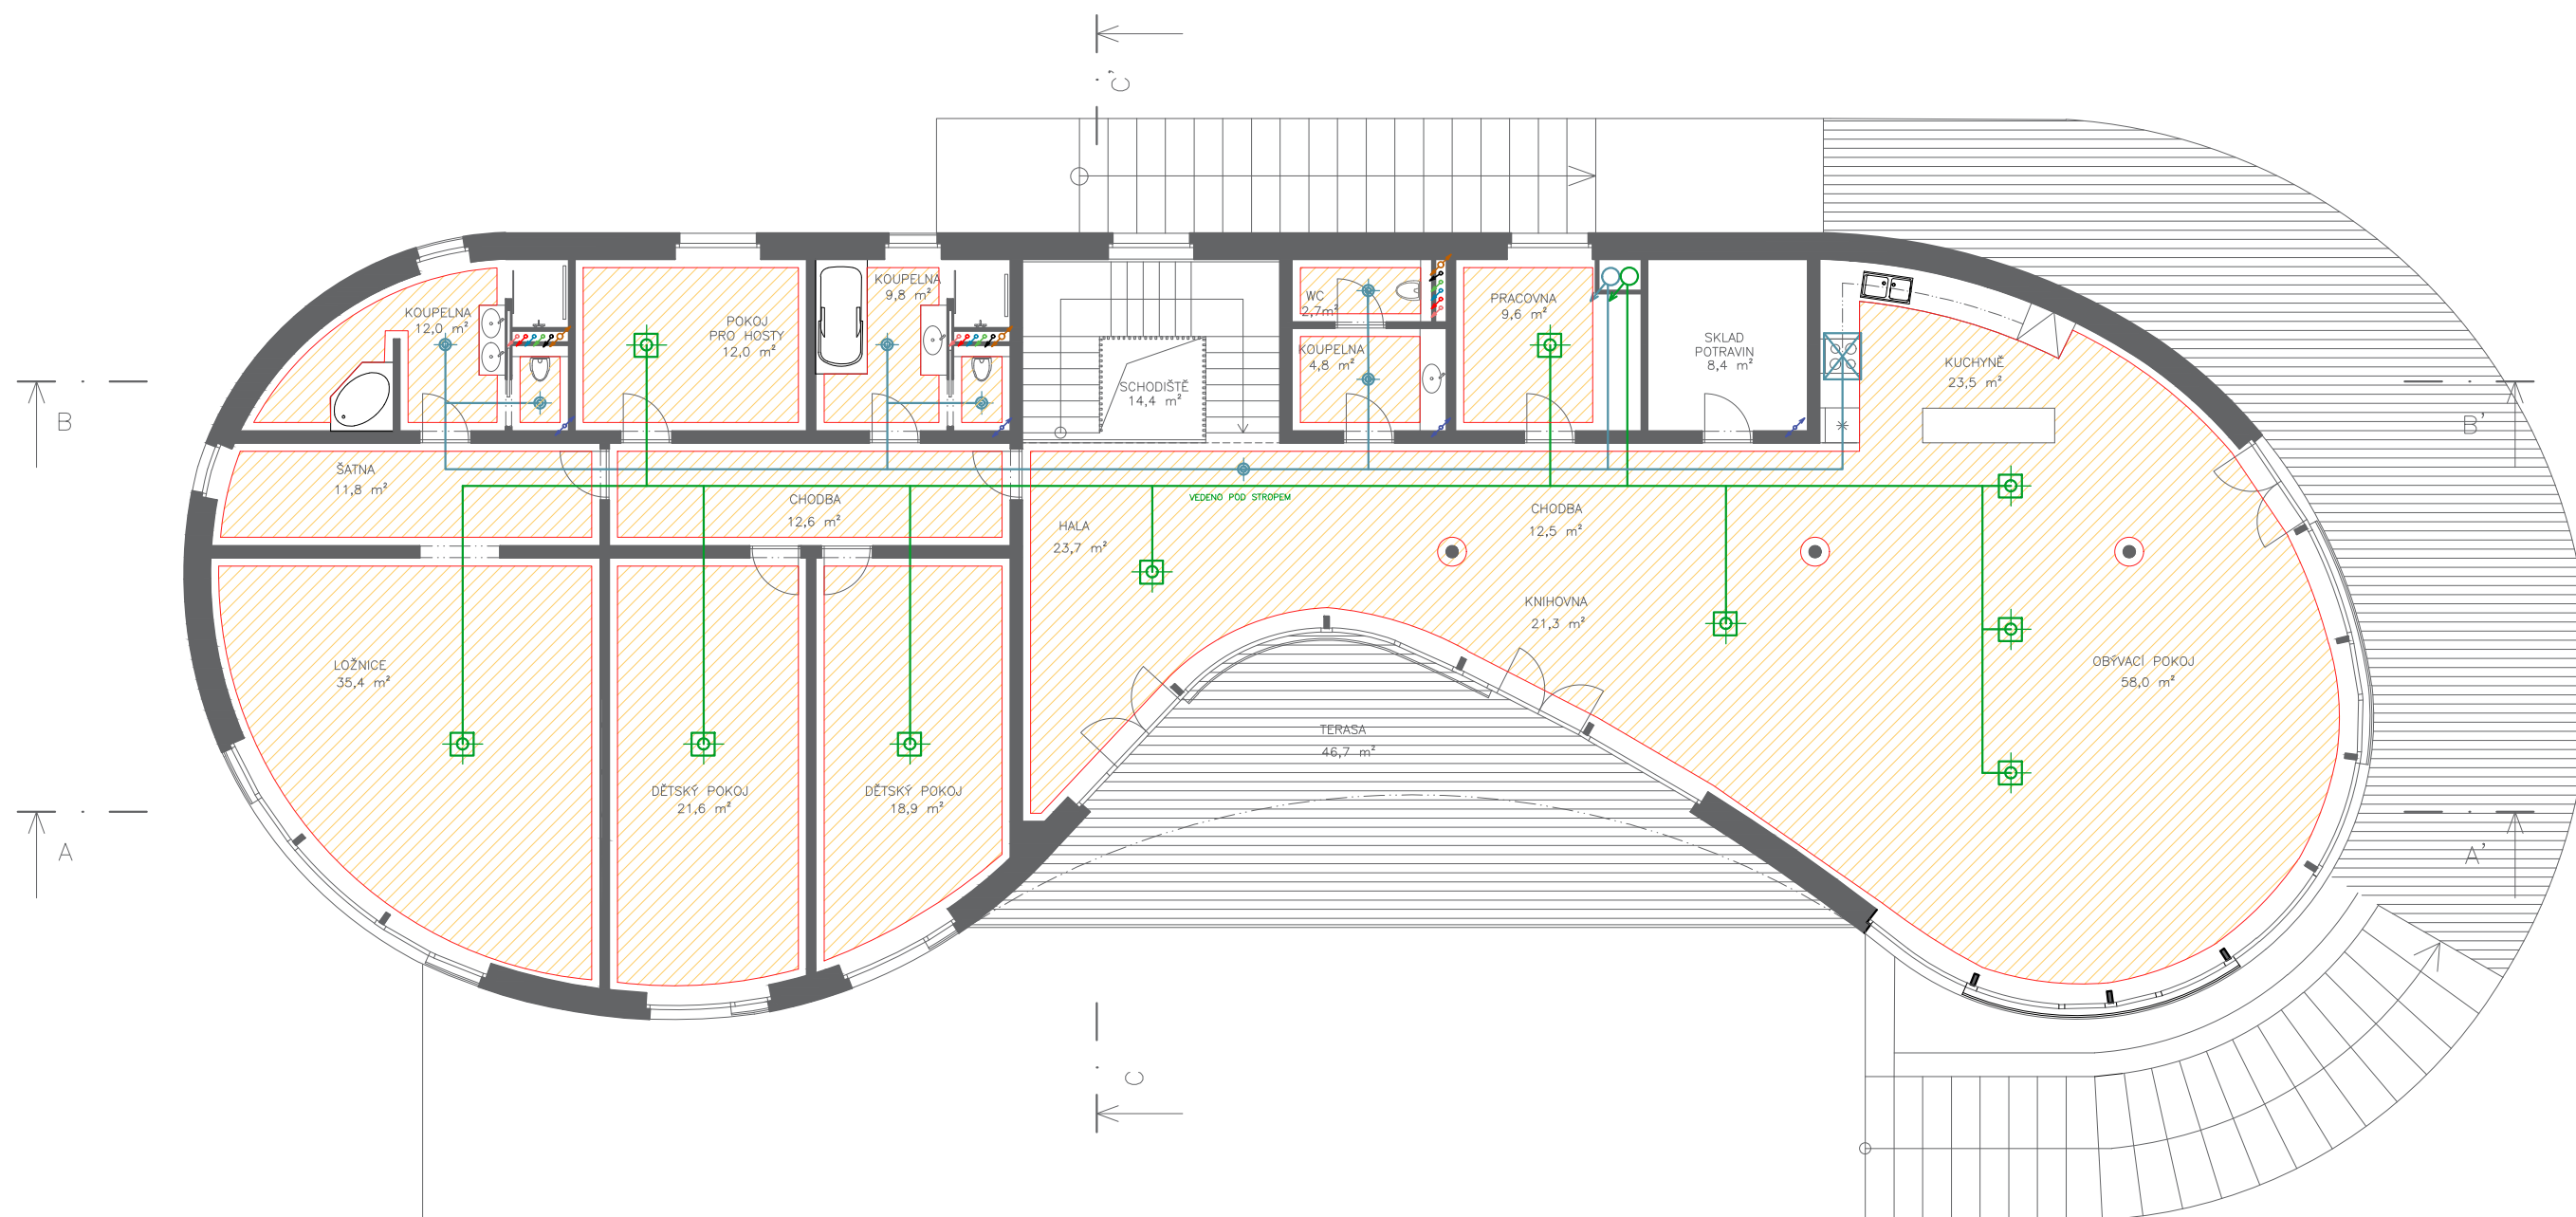 C'
KOUPELNA
12,0 m²
POKOJ
PRO HOSTY
12,0 m²
KOUPELNA
9,8 m²
SCHODIŠTĚ
14,4 m²
WC
2,7m²
KOUPELNA
4,8 m²
PRACOVNA
9,6 m²
SKLAD
POTRAVIN
8,4 m²
KUCHYNĚ
23,5 m²
B
B'
ŠATNA
11,8 m²
CHODBA
12,6 m²
VEDENO POD STROPEM
HALA
23,7 m²
CHODBA
12,5 m²
KNIHOVNA
21,3 m²
LOŽNICE
35,4 m²
OBÝVACÍ POKOJ
58,0 m²
TERASA
46,7 m²
DĚTSKÝ POKOJ
21,6 m²
DĚTSKÝ POKOJ
18,9 m²
A
A'
C